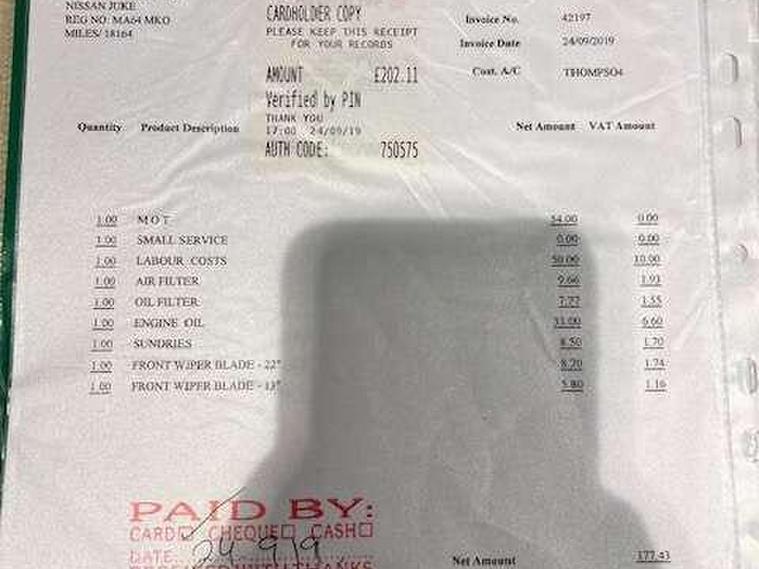 NISSAN JUKE
REG NO: MA64 MKO
MILES/ 18164
CARDHOLDER COPY
PLEASE KEEP THIS RECEIPT
FOR YOUR RECORDS
AMOUNT £202.11
Verified by PIN
THANK YOU
17:00 24/09/19
AUTH CODE: 750575
Invoice No. 42197
Invoice Date 24/09/2019
Cust. A/C THOMPSO4
Quantity Product Description Net Amount VAT Amount
1.00 M O T 54.00 0.00
1.00 SMALL SERVICE 0.00 0.00
1.00 LABOUR COSTS 50.00 10.00
1.00 AIR FILTER 9.66 1.93
1.00 OIL FILTER 7.77 1.55
1.00 ENGINE OIL 33.00 6.60
1.00 SUNDRIES 8.50 1.70
1.00 FRONT WIPER BLADE - 22" 8.70 1.74
1.00 FRONT WIPER BLADE - 13" 5.80 1.16
PAID BY:
CARD CHEQUE CASH
DATE 24 9 19
WITH THANKS
Net Amount 177.43